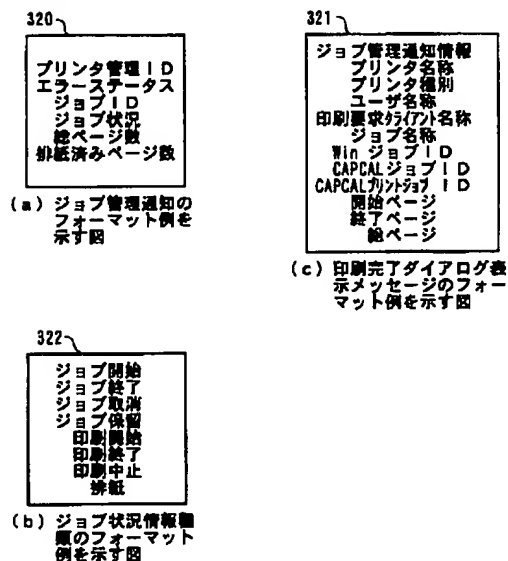 320
プリンタ管理ID
エラーステータス
ジョブID
ジョブ状況
総ページ数
排紙済みページ数
(a) ジョブ管理通知の
フォーマット例を
示す図
321
ジョブ管理通知情報
プリンタ名称
プリンタ種別
ユーザ名称
印刷要求クライアント名称
ジョブ名称
Win ジョブID
CAPCALジョブID
CAPCALプリントジョブ ID
開始ページ
終了ページ
総ページ
(c) 印刷完了ダイアログ表
示メッセージのフォー
マット例を示す図
322
ジョブ開始
ジョブ終了
ジョブ取消
ジョブ保留
印刷開始
印刷終了
印刷中止
排紙
(b) ジョブ状況情報種
類のフォーマット
例を示す図